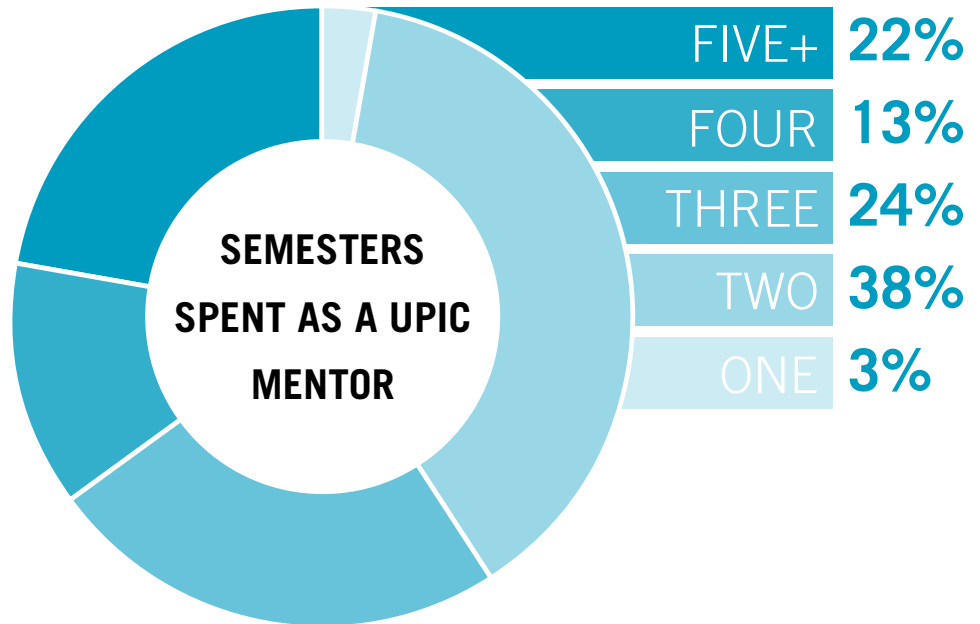 FIVE+ 22%
FOUR 13%
THREE 24%
TWO 38%
ONE 3%
SEMESTERS
SPENT AS A UPIC
MENTOR